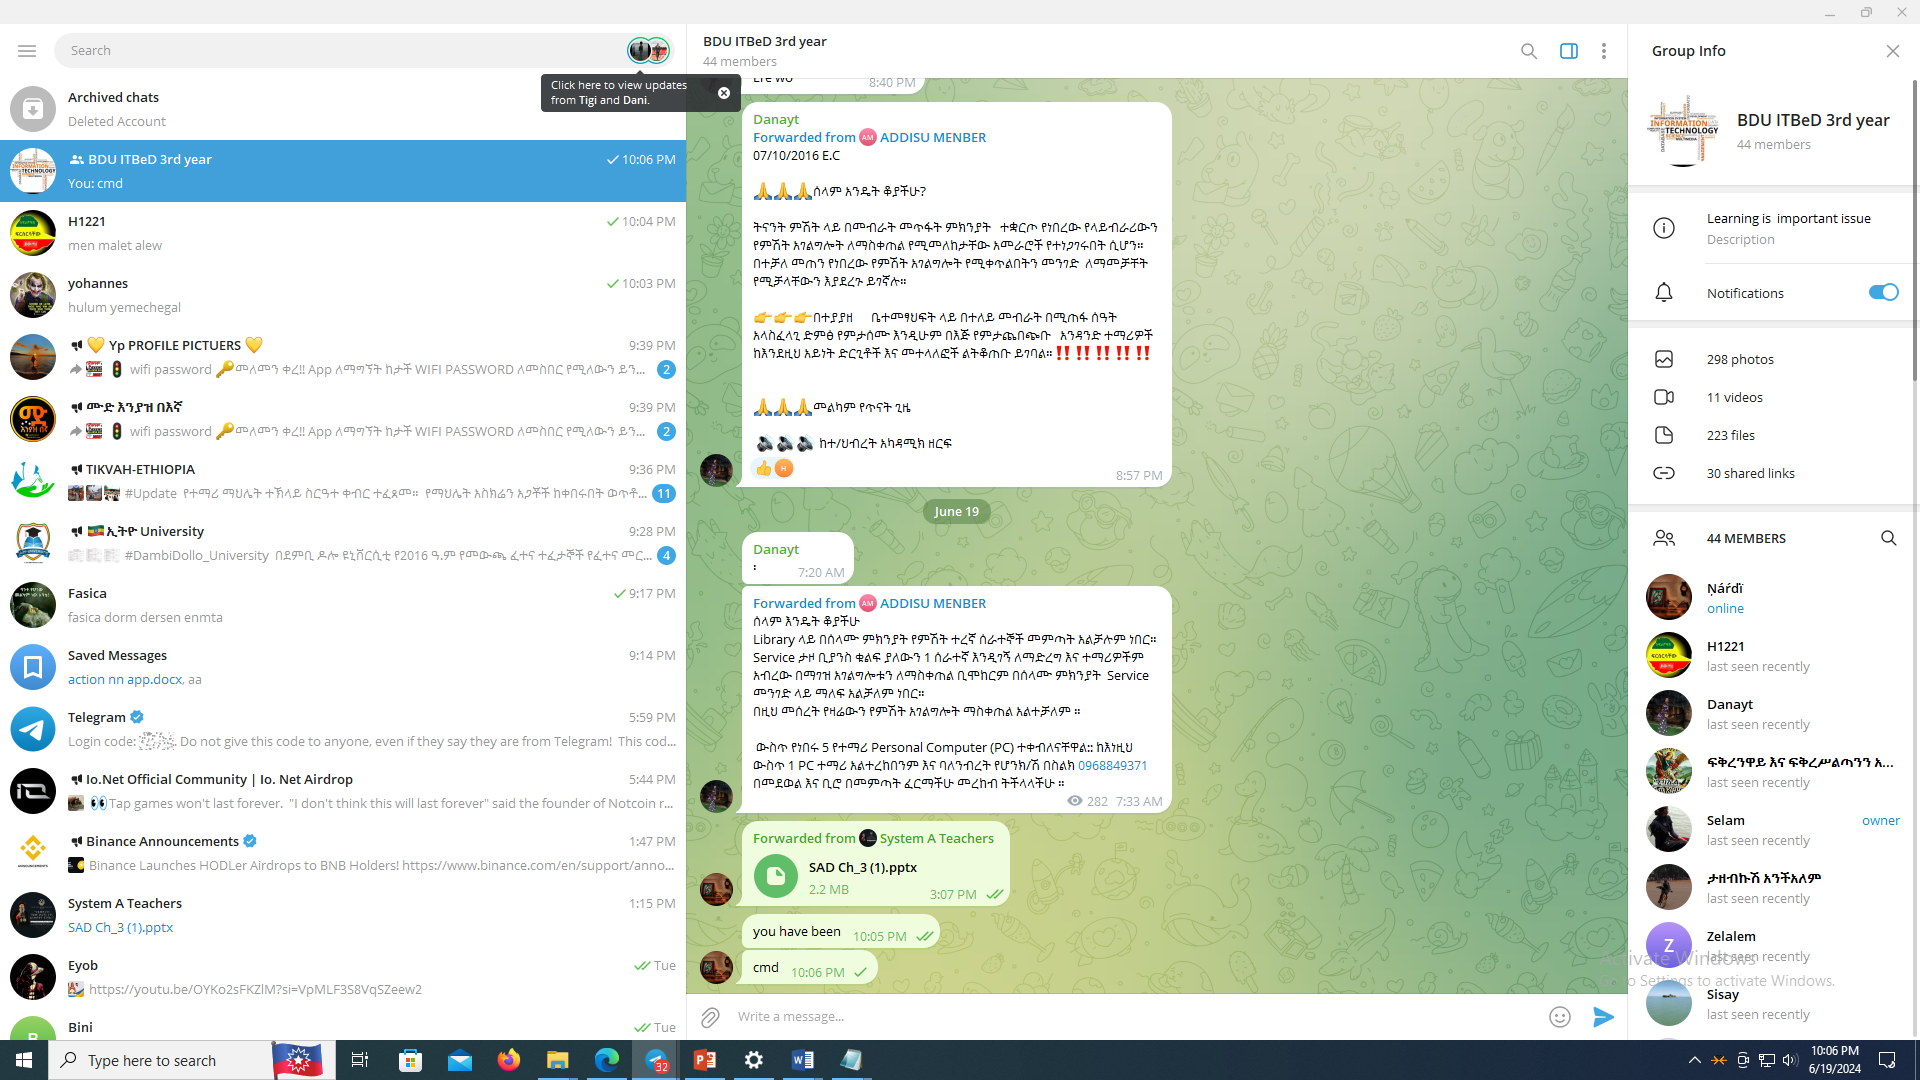 Search
Click here to view updates
from Tigi and Dani.
Archived chats
Deleted Account
BDU ITBeD 3rd year
10:06 PM
You: cmd
H1221
10:04 PM
men malet alew
yohannes
10:03 PM
hulum yemechegal
Yp PROFILE PICTUERS
9:39 PM
wifi password 🔑መለመን ቀረ!! App ለማግኘት ከታች WIFI PASSWORD ለመስበር የሚለውን ይን...
2
ሙድ እንያዝ በእኛ
9:39 PM
wifi password 🔑መለመን ቀረ!! App ለማግኘት ከታች WIFI PASSWORD ለመስበር የሚለውን ይን...
2
TIKVAH-ETHIOPIA
9:36 PM
#Update የተማሪ ማህሌት ተኽላይ ስርዓተ ቀብር ተፈጸመ። የማህሌት አስክሬን አጋቾች ከቀበሩበት ወጥቶ...
11
ኢትዮ University
9:28 PM
#DambiDollo_University በደምቢ ዶሎ ዩኒቨርሲቲ የ2016 ዓ.ም የመውጫ ፈተና ተፈታኞች የፈተና መር...
4
Fasica
9:17 PM
fasica dorm dersen enmta
Saved Messages
9:14 PM
action nn app.docx, aa
Telegram
5:59 PM
Login code: . Do not give this code to anyone, even if they say they are from Telegram! This cod...
Io.Net Official Community | Io. Net Airdrop
5:44 PM
👀Tap games won't last forever. "I don't think this will last forever" said the founder of Notcoin r...
Binance Announcements
1:47 PM
Binance Launches HODLer Airdrops to BNB Holders! https://www.binance.com/en/support/anno...
System A Teachers
1:15 PM
SAD Ch_3 (1).pptx
Eyob
Tue
https://youtu.be/OYKo2sFKZlM?si=VpMLF3S8VqSZeew2
Bini
Tue
BDU ITBeD 3rd year
44 members
8:40 PM
Danayt
Forwarded from AM ADDISU MENBER
07/10/2016 E.C
🙏🙏🙏ሰላም እንዴት ቆያችሁ?
ትናንት ምሽት ላይ በመብራት መጥፋት ምክንያት ተቋርጦ የነበረው የላይብራሪውን
የምሽት አገልግሎት ለማስቀጠል የሚመለከታቸው አመራሮች የተነጋገሩበት ሲሆን።
በተቻለ መጠን የነበረው የምሽት አገልግሎት የሚቀጥልበትን መንገድ ለማመቻቸት
የሚቻላቸውን እያደረጉ ይገኛሉ።
👉👉👉በተያያዘ ቤተመፃህፍት ላይ በተለይ መብራት በሚጠፋ ሰዓት
አላስፈላጊ ድምፅ የምታሰሙ እንዲሁም በእጅ የምታጨበጭቡ አንዳንድ ተማሪዎች
ከእንደዚህ አይነት ድርጊቶች እና መተላለፎች ልትቆጠቡ ይገባል። ‼️‼️‼️‼️‼️
🙏🙏🙏መልካም የጥናት ጊዜ
🔊🔊🔊 ከተ/ህብረት አካዳሚክ ዘርፍ
8:57 PM
June 19
Danayt
:
7:20 AM
Forwarded from AM ADDISU MENBER
ሰላም እንዴት ቆያችሁ
Library ላይ በሰላሙ ምክንያት የምሽት ተረኛ ሰራተኞች መምጣት አልቻሉም ነበር።
Service ታዞ ቢያንስ ቁልፍ ያለውን 1 ሰራተኛ እንዲገኝ ለማድረግ እና ተማሪዎችም
አብረው በማገዝ አገልግሎቱን ለማስቀጠል ቢሞከርም በሰላሙ ምክንያት Service
መንገድ ላይ ማለፍ አልቻለም ነበር።
በዚህ መሰረት የዛሬውን የምሽት አገልግሎት ማስቀጠል አልተቻለም ።
ውስጥ የነበሩ 5 የተማሪ Personal Computer (PC) ተቀብለናቸዋል:: ከእነዚህ
ውስጥ 1 PC ተማሪ አልተረከበንም እና ባለንብረት የሆንክ/ሽ በስልክ 0968849371
በመደወል እና ቢሮ በመምጣት ፈርማችሁ መረከብ ትችላላችሁ ።
282 7:33 AM
Forwarded from System A Teachers
SAD Ch_3 (1).pptx
2.2 MB
3:07 PM
you have been
10:05 PM
cmd
10:06 PM
Write a message...
Group Info
BDU ITBeD 3rd year
44 members
Learning is important issue
Description
Notifications
298 photos
11 videos
223 files
30 shared links
44 MEMBERS
Ņáŕdï
online
H1221
last seen recently
Danayt
last seen recently
ፍቅረንዋይ እና ፍቅረሥልጣንን አ...
last seen recently
Selam
owner
last seen recently
ታዘብኩሽ አንችአለም
last seen recently
Z
Zelalem
last seen recently
Activate Windows
Go to Settings to activate Windows.
Sisay
last seen recently
Type here to search
32
10:06 PM
6/19/2024